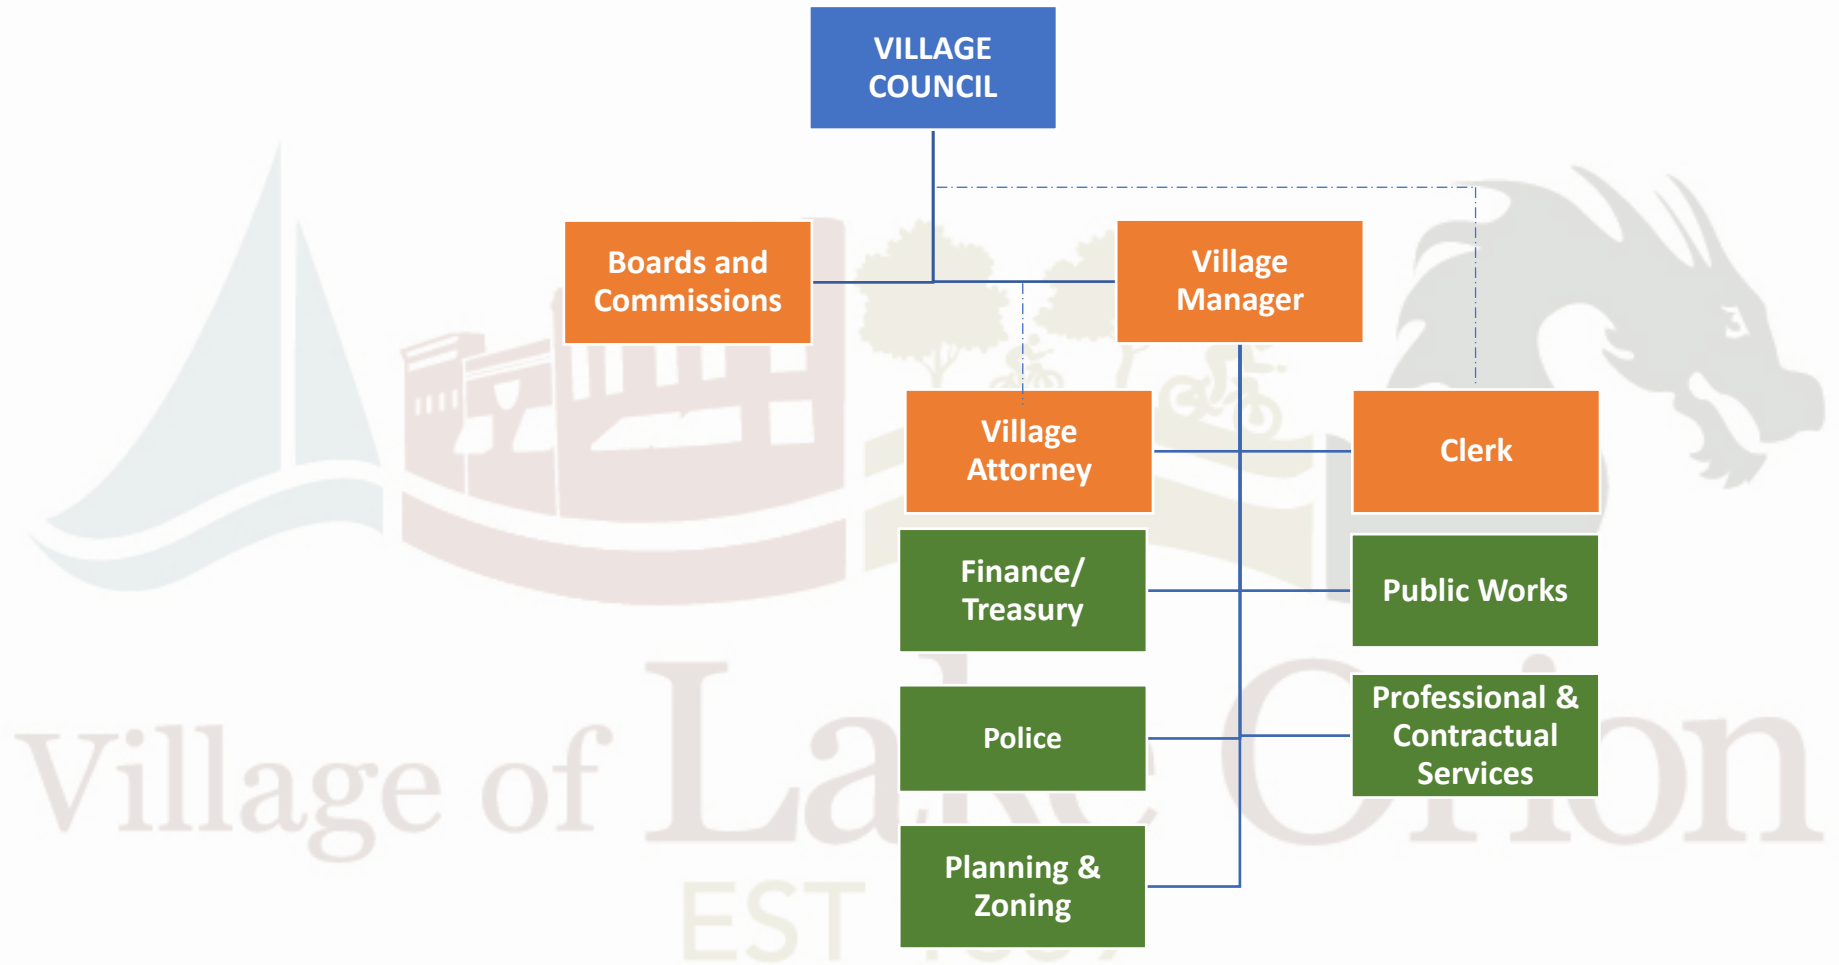 VILLAGE
COUNCIL
Boards and
Commissions
Village
Manager
Village
Attorney
Clerk
Finance/
Treasury
Public Works
Police
Professional &
Contractual
Services
Planning &
Zoning
Village of Lake Orion
EST